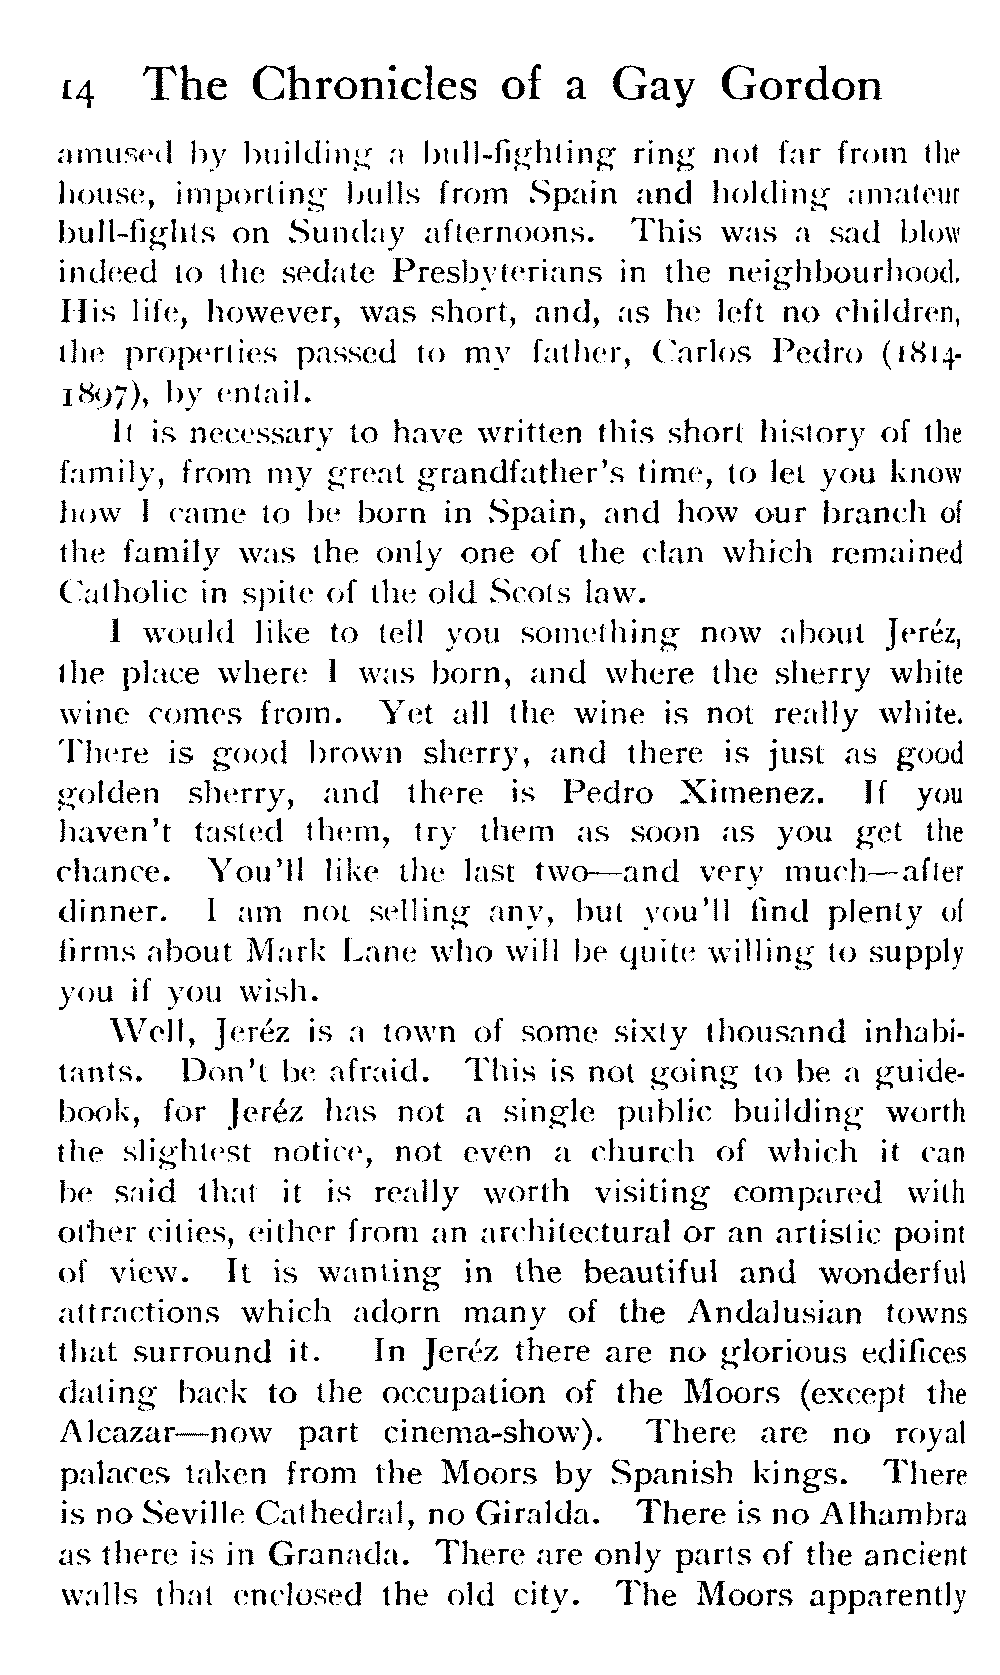 14 The Chronicles of a Gay Gordon
amused by building a bull-fighting ring not far from the
house, importing bulls from Spain and holding amateur
bull-fights on Sunday afternoons. This was a sad blow
indeed to the sedate Presbyterians in the neighbourhood.
His life, however, was short, and, as he left no children,
the properties passed to my father, Carlos Pedro (1814-
1897), by entail.
It is necessary to have written this short history of the
family, from my great grandfather's time, to let you know
how I came to be born in Spain, and how our branch of
the family was the only one of the clan which remained
Catholic in spite of the old Scots law.
I would like to tell you something now about Jeréz,
the place where I was born, and where the sherry white
wine comes from. Yet all the wine is not really white.
There is good brown sherry, and there is just as good
golden sherry, and there is Pedro Ximenez. If you
haven't tasted them, try them as soon as you get the
chance. You'll like the last two—and very much—after
dinner. I am not selling any, but you'll find plenty of
firms about Mark Lane who will be quite willing to supply
you if you wish.
Well, Jeréz is a town of some sixty thousand inhabi-
tants. Don't be afraid. This is not going to be a guide-
book, for Jeréz has not a single public building worth
the slightest notice, not even a church of which it can
be said that it is really worth visiting compared with
other cities, either from an architectural or an artistic point
of view. It is wanting in the beautiful and wonderful
attractions which adorn many of the Andalusian towns
that surround it. In Jeréz there are no glorious edifices
dating back to the occupation of the Moors (except the
Alcazar—now part cinema-show). There are no royal
palaces taken from the Moors by Spanish kings. There
is no Seville Cathedral, no Giralda. There is no Alhambra
as there is in Granada. There are only parts of the ancient
walls that enclosed the old city. The Moors apparently